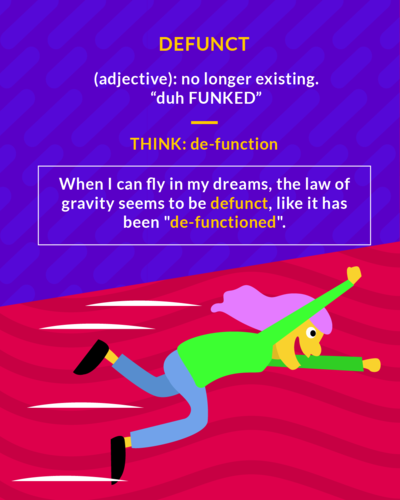 DEFUNCT
(adjective): no longer existing.
“duh FUNKED”
THINK: de-function
When I can fly in my dreams, the law of
gravity seems to be defunct, like it has
been "de-functioned".